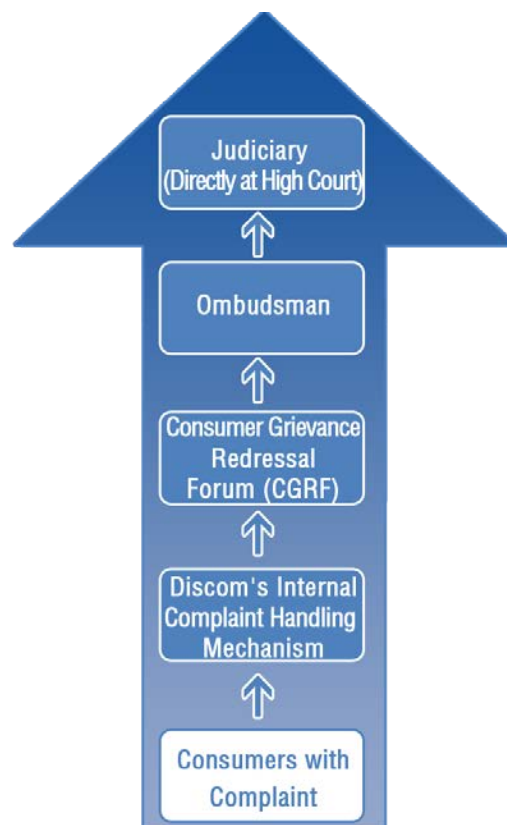 Judiciary
(Directly at High Court)
Ombudsman
Consumer Grievance
Redressal
Forum (CGRF)
Discom's Internal
Complaint Handling
Mechanism
Consumers with
Complaint